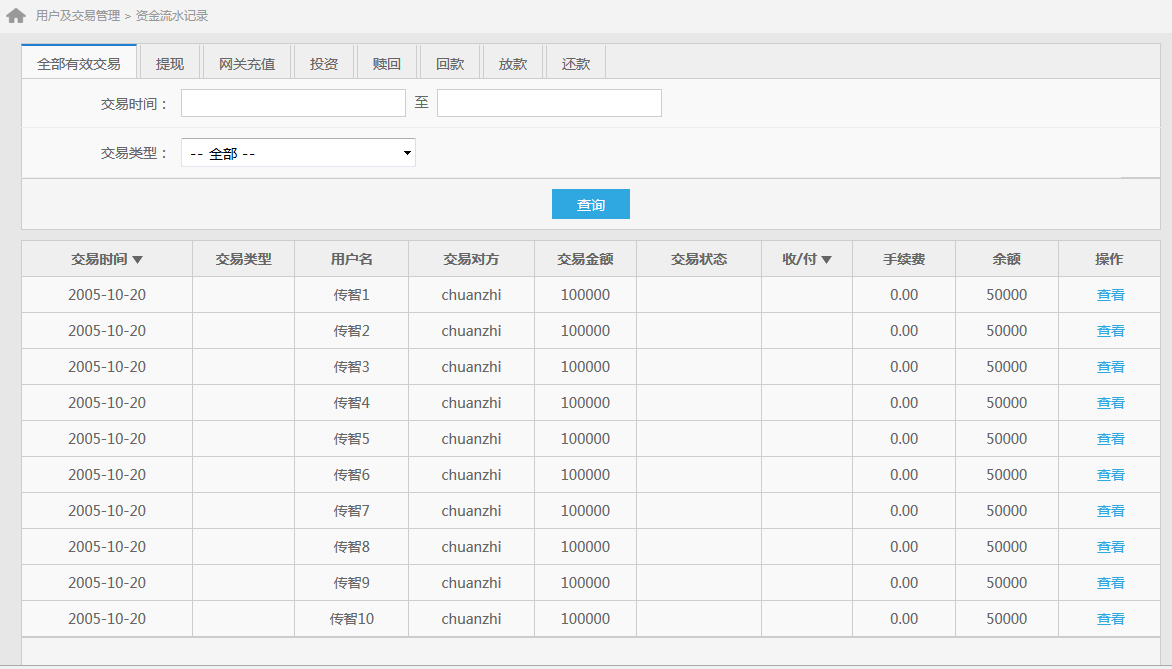 用户及交易管理 > 资金流水记录
全部有效交易 提现 网关充值 投资 赎回 回款 放款 还款
交易时间： 至
交易类型： -- 全部 --
查询
交易时间▼ 交易类型 用户名 交易对方 交易金额 交易状态 收/付▼ 手续费 余额 操作
2005-10-20 传智1 chuanzhi 100000 0.00 50000 查看
2005-10-20 传智2 chuanzhi 100000 0.00 50000 查看
2005-10-20 传智3 chuanzhi 100000 0.00 50000 查看
2005-10-20 传智4 chuanzhi 100000 0.00 50000 查看
2005-10-20 传智5 chuanzhi 100000 0.00 50000 查看
2005-10-20 传智6 chuanzhi 100000 0.00 50000 查看
2005-10-20 传智7 chuanzhi 100000 0.00 50000 查看
2005-10-20 传智8 chuanzhi 100000 0.00 50000 查看
2005-10-20 传智9 chuanzhi 100000 0.00 50000 查看
2005-10-20 传智10 chuanzhi 100000 0.00 50000 查看